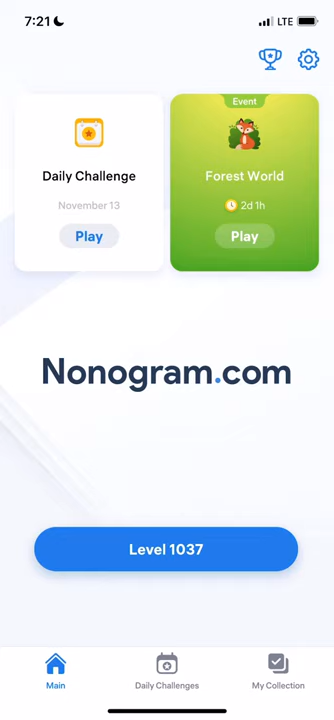 7:21
LTE
Daily Challenge
November 13
Play
Event
Forest World
2d 1h
Play
Nonogram.com
Level 1037
Main
Daily Challenges
My Collection